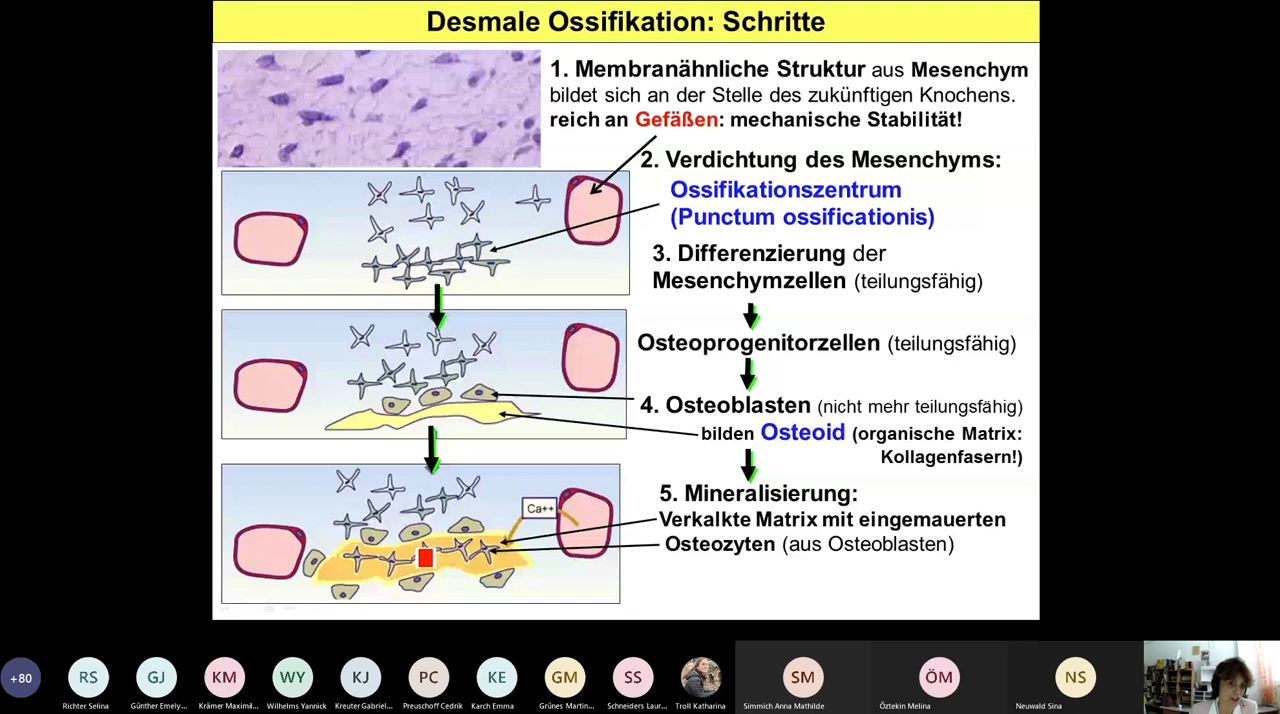 Desmale Ossifikation: Schritte
1. Membranähnliche Struktur aus Mesenchym
bildet sich an der Stelle des zukünftigen Knochens.
reich an Gefäßen: mechanische Stabilität!
2. Verdichtung des Mesenchyms:
Ossifikationszentrum
(Punctum ossificationis)
3. Differenzierung der
Mesenchymzellen (teilungsfähig)
Osteoprogenitorzellen (teilungsfähig)
4. Osteoblasten (nicht mehr teilungsfähig)
bilden Osteoid (organische Matrix:
Kollagenfasern!)
5. Mineralisierung:
Ca++
Verkalkte Matrix mit eingemauerten
Osteozyten (aus Osteoblasten)
+80
RS
GJ
KM
WY
KJ
PC
KE
GM
SS
SM
ÖM
NS
Richter Selina
Günther Emely...
Krämer Maximil...
Wilhelms Yannick
Kreuter Gabriel...
Preuschoff Cedrik
Karch Emma
Grünes Martin...
Schneiders Laur...
Troll Katharina
Simmich Anna Mathilde
Öztekin Melina
Neuwald Sina